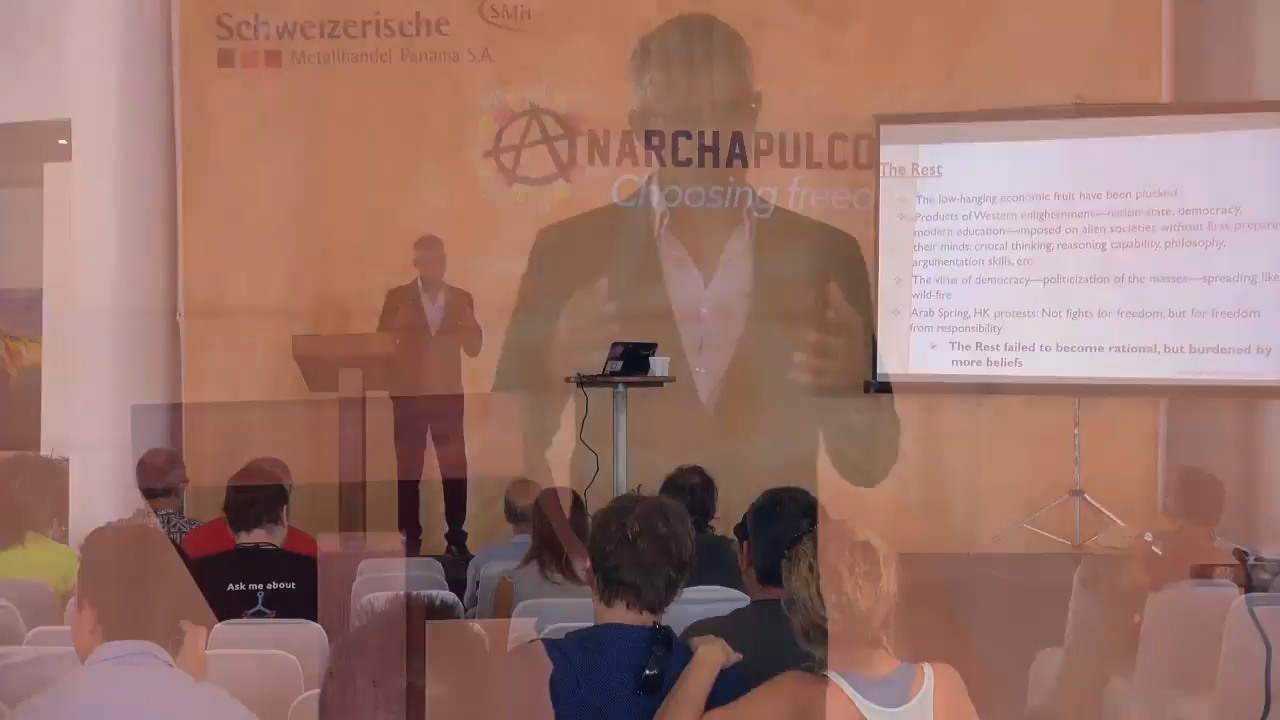 Schweizerische
SMH
Metallhandel Panama S.A.
ANARCHAPULCO
Choosing freed
The Rest
The low-hanging economic fruit have been plucked
Products of Western enlightenment—nation-state, democracy,
modern education—imposed on alien societies without first preparin
their minds: critical thinking, reasoning capability, philosophy,
argumentation skills, etc
The virus of democracy—politicization of the masses—spreading like
wild-fire
Arab Spring, HK protests: Not fights for freedom, but for freedom
from responsibility
The Rest failed to become rational, but burdened by
more beliefs
Ask me about